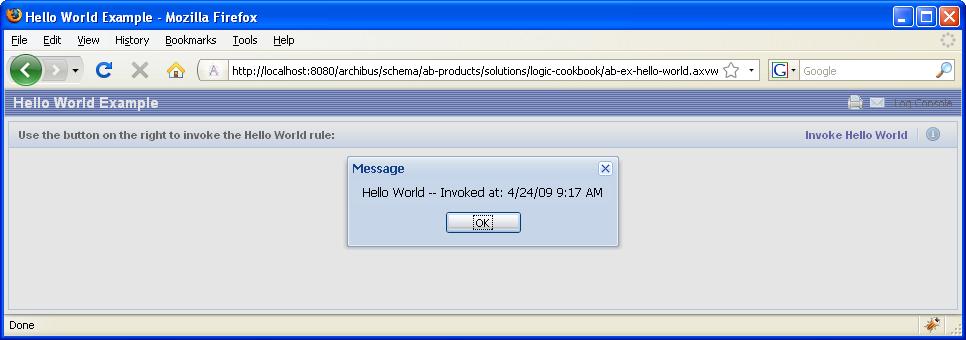 Hello World Example - Mozilla Firefox
File Edit View History Bookmarks Tools Help
A http://localhost:8080/archibus/schema/ab-products/solutions/logic-cookbook/ab-ex-hello-world.axvw G Google
Hello World Example Log Console
Use the button on the right to invoke the Hello World rule: Invoke Hello World i
Message
Hello World -- Invoked at: 4/24/09 9:17 AM
OK
Done